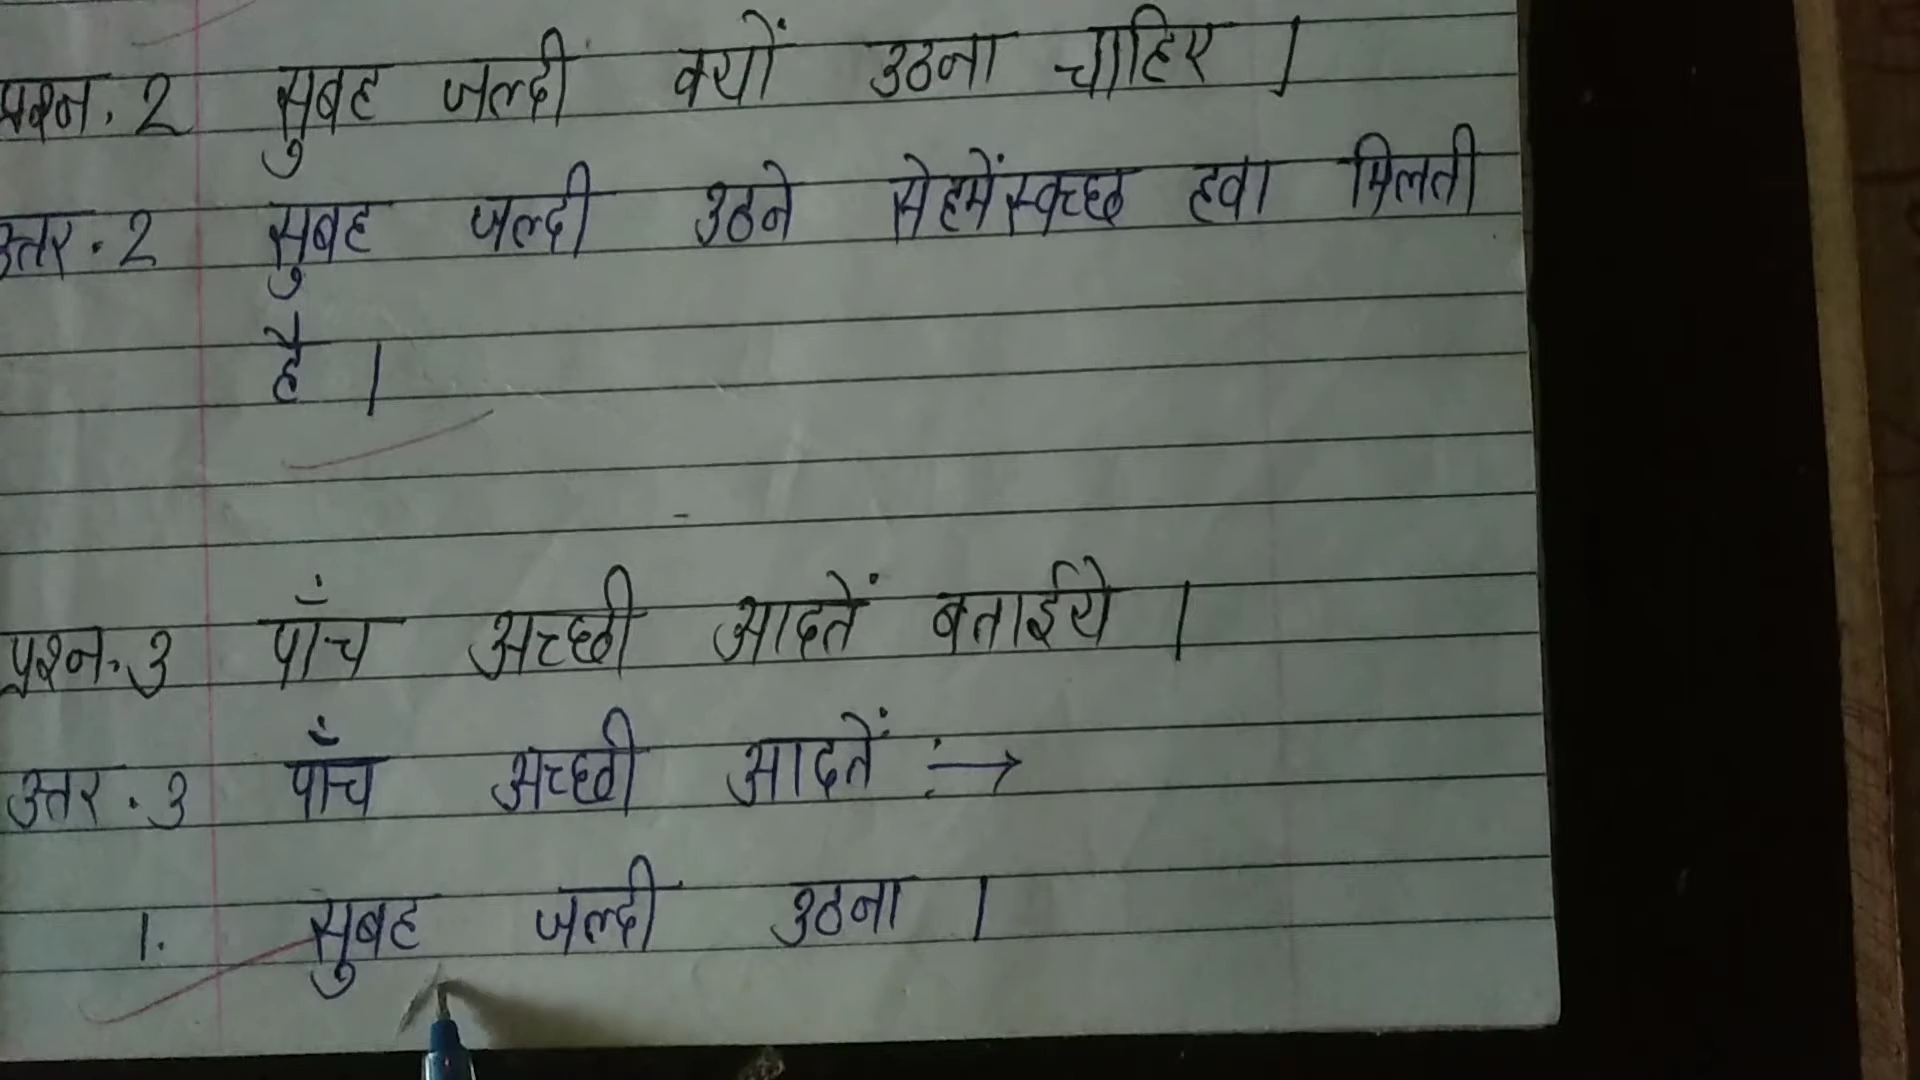 प्रश्न. 2 सुबह जल्दी क्यों उठना चाहिए ।
उत्तर. 2 सुबह जल्दी उठने से हमें स्वच्छ हवा मिलती
है ।
प्रश्न. 3 पाँच अच्छी आदतें बताईये ।
उत्तर. 3 पाँच अच्छी आदतें :→
1. सुबह जल्दी उठना ।